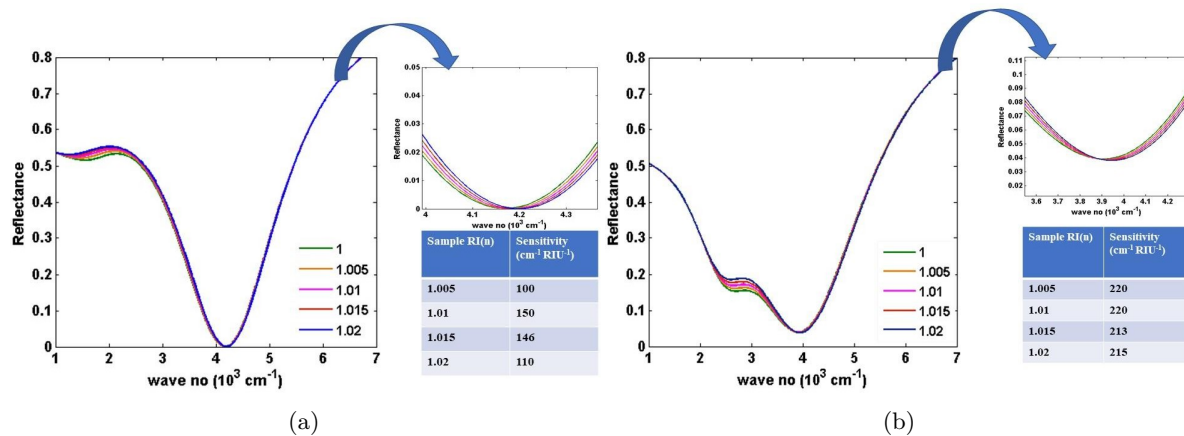 0.8
0.7
0.6
0.5
0.4
0.3
0.2
0.1
0
1 2 3 4 5 6 7
Reflectance
wave no (10³ cm⁻¹)
1
1.005
1.01
1.015
1.02
0.05
0.04
0.03
0.02
0.01
0
4 4.1 4.2 4.3
Reflectance
wave no (10³ cm⁻¹)
Sample RI(n) Sensitivity
(cm⁻¹ RIU⁻¹)
1.005 100
1.01 150
1.015 146
1.02 110
(a)
0.8
0.7
0.6
0.5
0.4
0.3
0.2
0.1
0
1 2 3 4 5 6 7
Reflectance
wave no (10³ cm⁻¹)
1
1.005
1.01
1.015
1.02
0.11
0.1
0.09
0.08
0.07
0.06
0.05
0.04
0.03
0.02
3.6 3.7 3.8 3.9 4 4.1 4.2
Reflectance
wave no (10³ cm⁻¹)
Sample RI(n) Sensitivity
(cm⁻¹ RIU⁻¹)
1.005 220
1.01 220
1.015 213
1.02 215
(b)